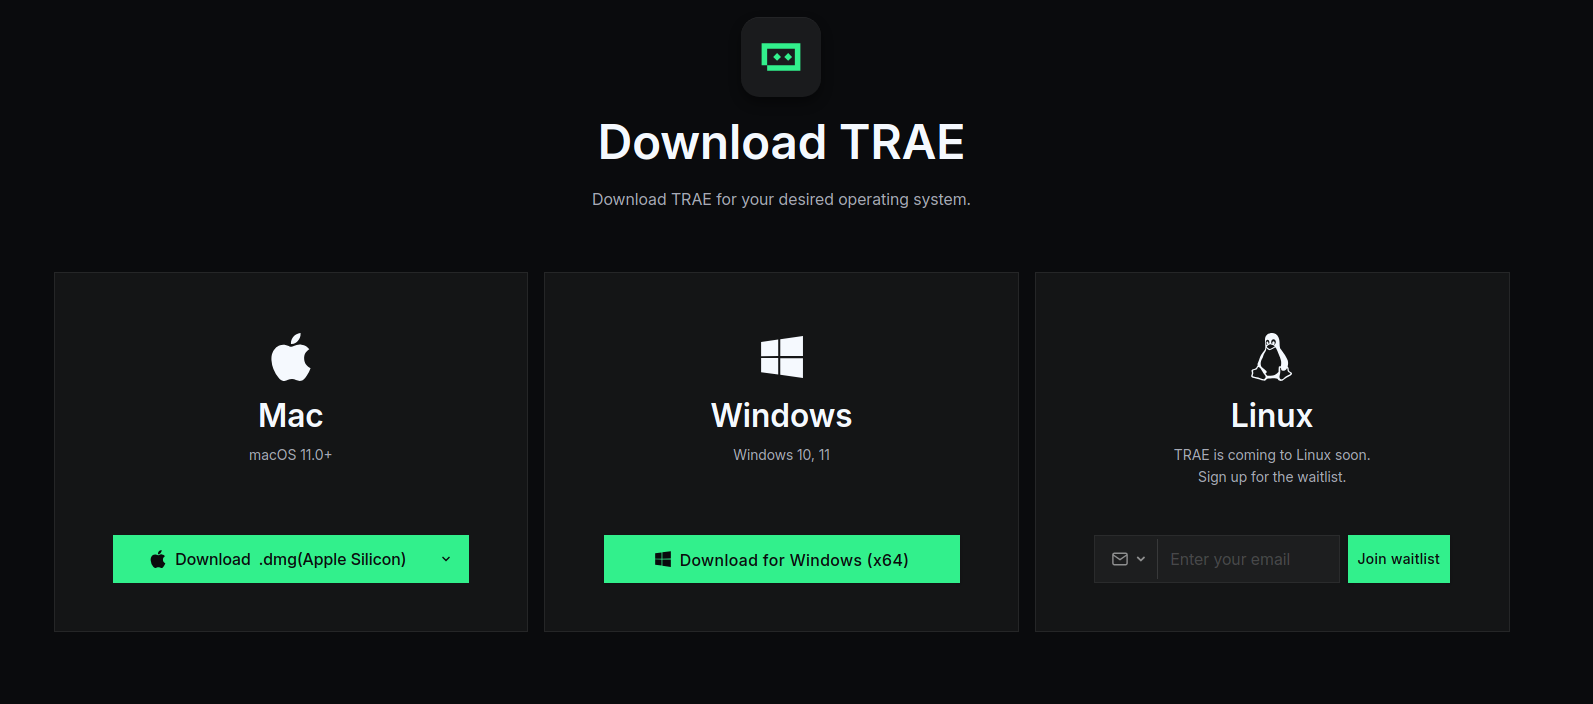 Download TRAE
Download TRAE for your desired operating system.
Mac
macOS 11.0+
Download .dmg(Apple Silicon)
Windows
Windows 10, 11
Download for Windows (x64)
Linux
TRAE is coming to Linux soon.
Sign up for the waitlist.
Enter your email
Join waitlist